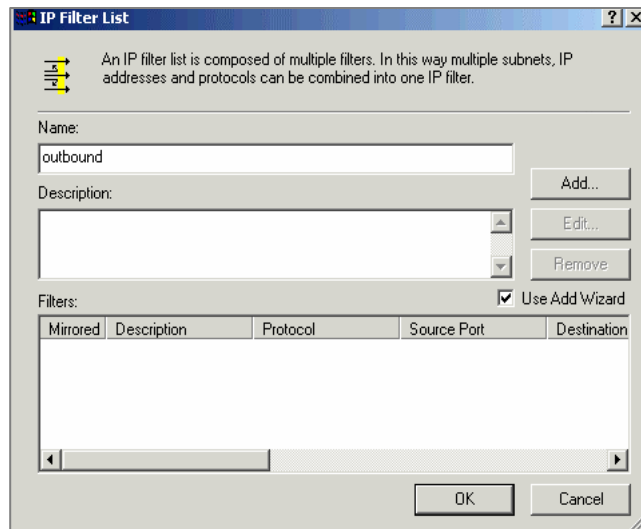 IP Filter List
An IP filter list is composed of multiple filters. In this way multiple subnets, IP
addresses and protocols can be combined into one IP filter.
Name:
outbound
Add...
Description:
Edit...
Remove
Filters:
Use Add Wizard
Mirrored Description Protocol Source Port Destination
OK Cancel